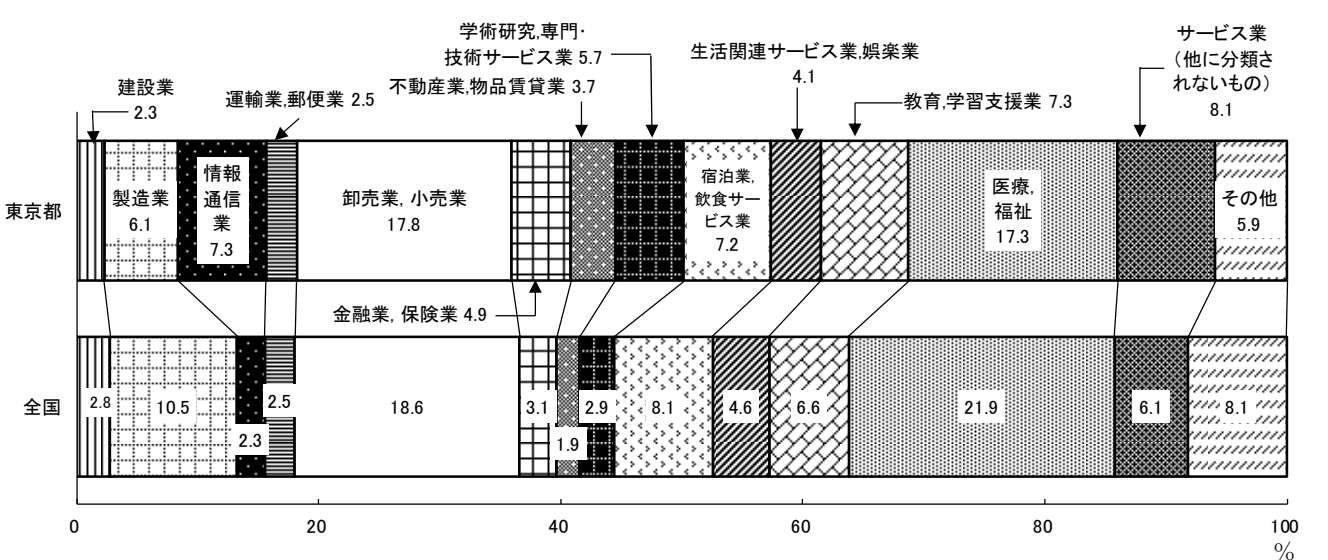 学術研究,専門・
技術サービス業 5.7
不動産業,物品賃貸業 3.7
生活関連サービス業,娯楽業
4.1
サービス業
（他に分類さ
れないもの）
8.1
建設業
2.3
運輸業,郵便業 2.5
教育,学習支援業 7.3
東京都
製造業
6.1
情報
通信
業
7.3
卸売業, 小売業
17.8
宿泊業,
飲食サー
ビス業
7.2
医療,
福祉
17.3
その他
5.9
金融業, 保険業 4.9
全国
2.8
10.5
2.3
2.5
18.6
3.1
1.9
2.9
8.1
4.6
6.6
21.9
6.1
8.1
0
20
40
60
80
100
%